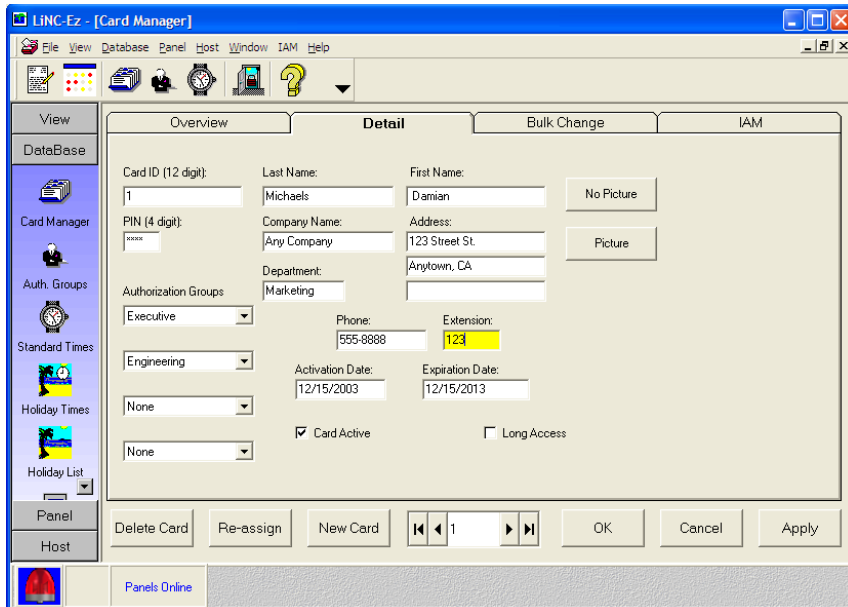 LiNC-Ez - [Card Manager]
File View Database Panel Host Window IAM Help
View
DataBase
Card Manager
Auth. Groups
Standard Times
Holiday Times
Holiday List
Panel
Host
Overview Detail Bulk Change IAM
Card ID (12 digit): Last Name: First Name:
1 Michaels Damian No Picture
PIN (4 digit): Company Name: Address:
**** Any Company 123 Street St. Picture
Anytown, CA
Department:
Authorization Groups Marketing
Executive Phone: Extension:
555-8888 123
Engineering Activation Date: Expiration Date:
12/15/2003 12/15/2013
None
Card Active Long Access
None
Delete Card Re-assign New Card 1 OK Cancel Apply
Panels Online